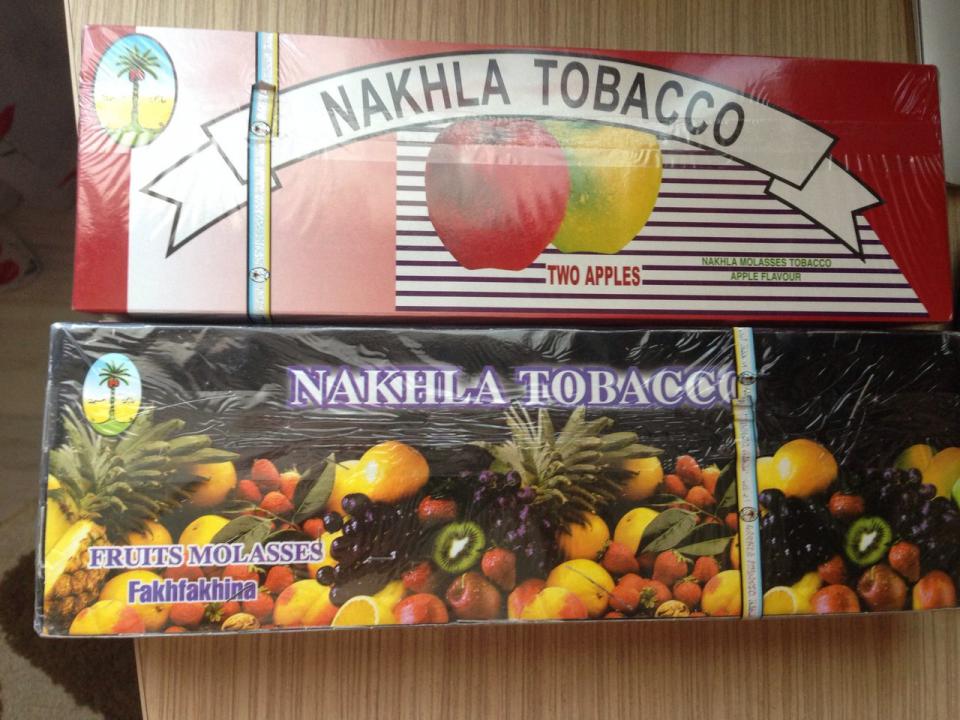 NAKHLA TOBACCO
TWO APPLES
NAKHLA MOLASSES TOBACCO
APPLE FLAVOUR
NAKHLA TOBACCO
FRUITS MOLASSES
Fakhfakhina